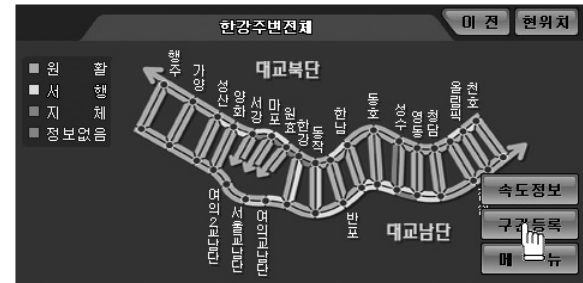 한강주변전체
이 전
현위치
원 활
서 행
지 체
정보없음
대교북단
행주
가양
성산
양화
서강
마포
원효
한강
동작
한남
동호
성수
영동
청담
올림픽
천호
여의2교남단
서울교남단
여의교남단
반포
대교남단
속도정보
구간등록
메 뉴